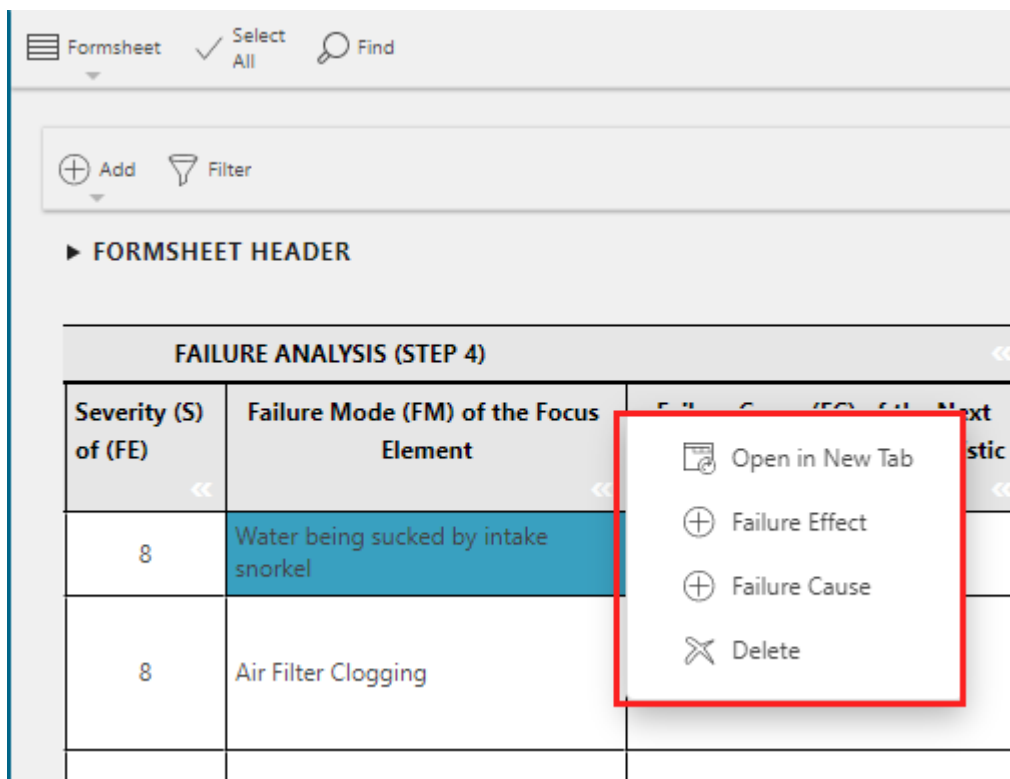 Formsheet
Select
All
Find
Add
Filter
FORMSHEET HEADER
FAILURE ANALYSIS (STEP 4)
Severity (S)
of (FE)
Failure Mode (FM) of the Focus
Element
Next
stic
Open in New Tab
Failure Effect
Failure Cause
Delete
8
Water being sucked by intake
snorkel
8
Air Filter Clogging